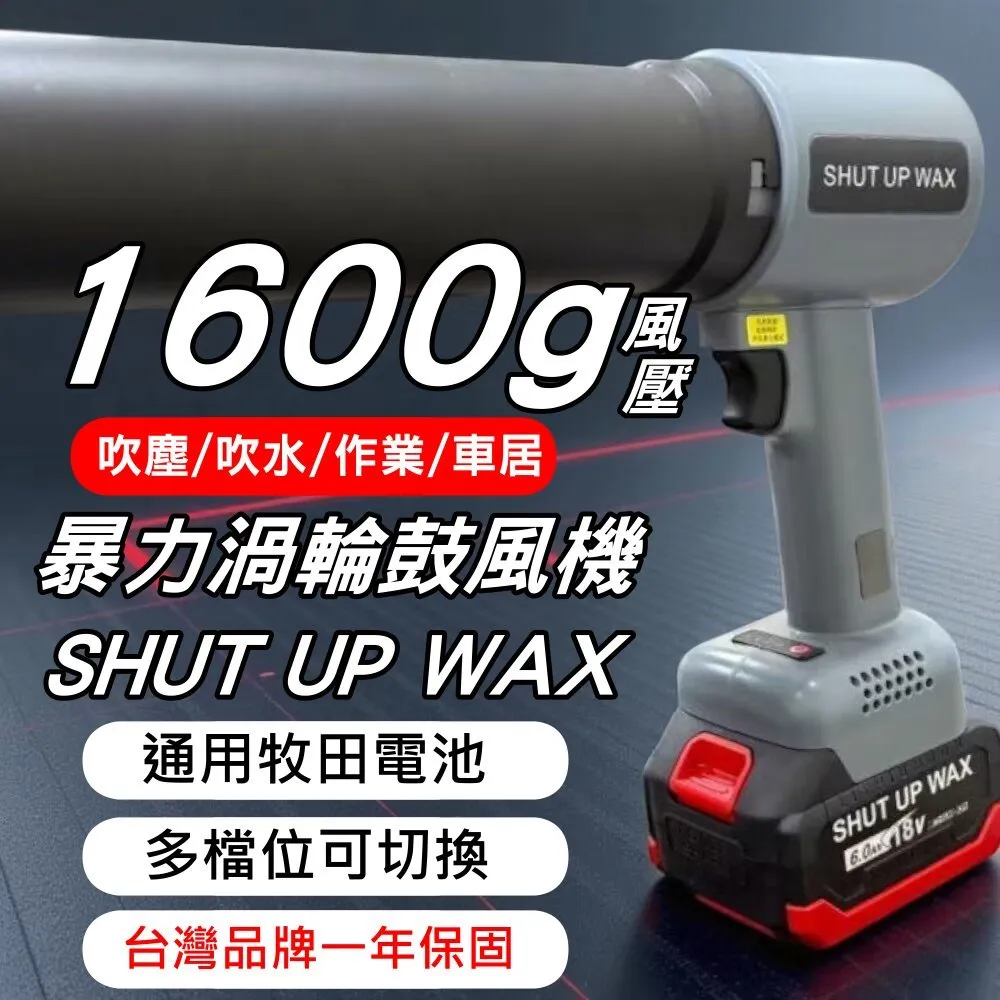 SHUT UP WAX
1600g風壓
吹塵/吹水/作業/車居
暴力渦輪鼓風機
SHUT UP WAX
通用牧田電池
多檔位可切換
台灣品牌一年保固
SHUT UP WAX
6.0 18v